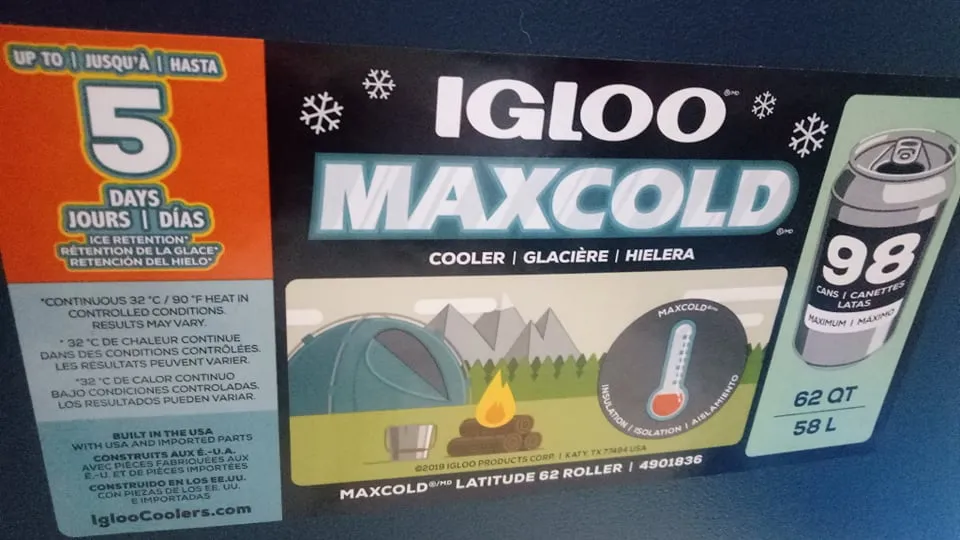 UP TO | JUSQU'À | HASTA
5
DAYS
JOURS | DÍAS
ICE RETENTION*
RÉTENTION DE LA GLACE*
RETENCIÓN DEL HIELO*
*CONTINUOUS 32 °C / 90 °F HEAT IN
CONTROLLED CONDITIONS.
RESULTS MAY VARY.
* 32 °C DE CHALEUR CONTINUE
DANS DES CONDITIONS CONTRÔLÉES.
LES RÉSULTATS PEUVENT VARIER.
*32 °C DE CALOR CONTINUO
BAJO CONDICIONES CONTROLADAS.
LOS RESULTADOS PUEDEN VARIAR.
BUILT IN THE USA
WITH USA AND IMPORTED PARTS
CONSTRUITS AUX É.-U.A.
AVEC PIÈCES FABRIQUÉES AUX
É.-U. ET DE PIÈCES IMPORTÉES
CONSTRUIDO EN LOS EE.UU.
CON PIEZAS DE LOS EE. UU.
E IMPORTADAS
IglooCoolers.com
IGLOO®/MD
MAXCOLD®/MD
COOLER | GLACIÈRE | HIELERA
MAXCOLD®/MD
INSULATION / ISOLATION / AISLAMIENTO
©2019 IGLOO PRODUCTS CORP. | KATY, TX 77494 USA
MAXCOLD®/MD LATITUDE 62 ROLLER | 4901836
98
CANS | CANETTES
LATAS
MAXIMUM | MÁXIMO
62 QT
58 L